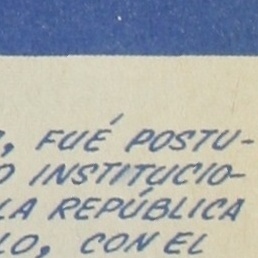 , FUÉ POSTU-
O INSTITUCIO-
LA REPÚBLICA
LO, CON EL